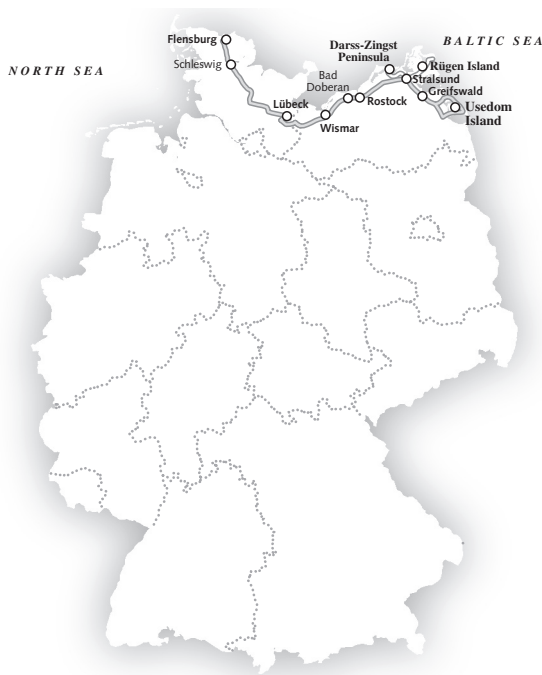 Flensburg
BALTIC SEA
Darss-Zingst
Peninsula
Schleswig
Rügen Island
NORTH SEA
Bad
Doberan
Stralsund
Greifswald
Lübeck
Rostock
Usedom
Island
Wismar